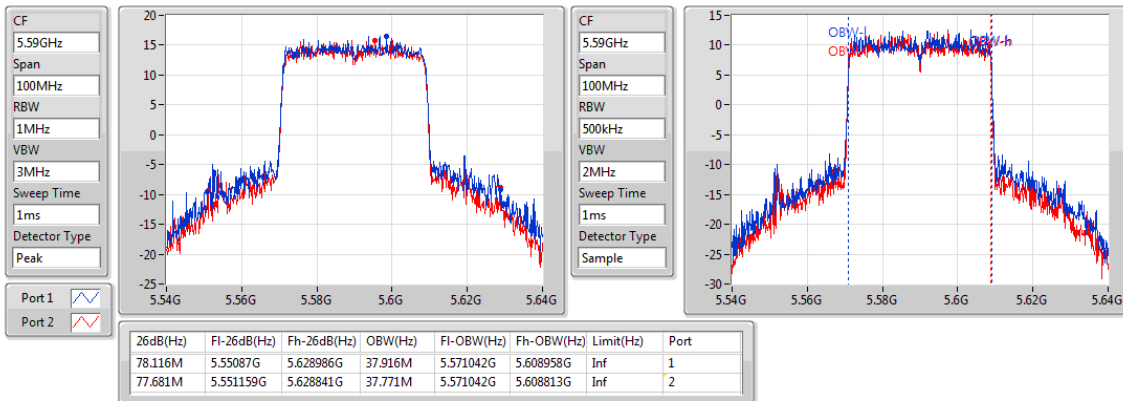 CF
5.59GHz
Span
100MHz
RBW
1MHz
VBW
3MHz
Sweep Time
1ms
Detector Type
Peak
Port 1
Port 2
20
15
10
5
0
-5
-10
-15
-20
-25
5.54G 5.56G 5.58G 5.6G 5.62G 5.64G
CF
5.59GHz
Span
100MHz
RBW
500kHz
VBW
2MHz
Sweep Time
1ms
Detector Type
Sample
15
10
5
0
-5
-10
-15
-20
-25
-30
OBW-l
5.54G 5.56G 5.58G 5.6G 5.62G 5.64G
26dB(Hz) Fl-26dB(Hz) Fh-26dB(Hz) OBW(Hz) Fl-OBW(Hz) Fh-OBW(Hz) Limit(Hz) Port
78.116M 5.55087G 5.628986G 37.916M 5.571042G 5.608958G Inf 1
77.681M 5.551159G 5.628841G 37.771M 5.571042G 5.608813G Inf 2